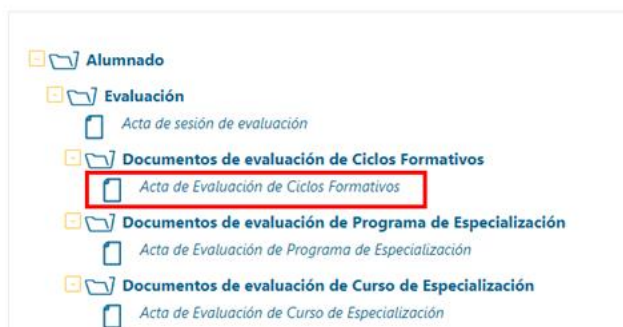 Alumnado
Evaluación
Acta de sesión de evaluación
Documentos de evaluación de Ciclos Formativos
Acta de Evaluación de Ciclos Formativos
Documentos de evaluación de Programa de Especialización
Acta de Evaluación de Programa de Especialización
Documentos de evaluación de Curso de Especialización
Acta de Evaluación de Curso de Especialización